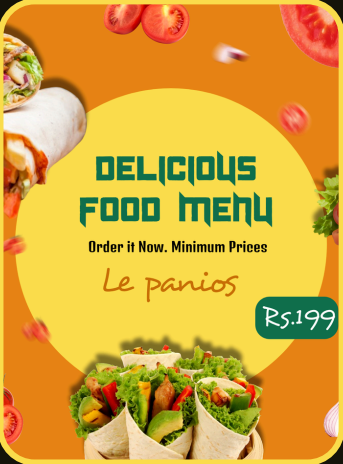 DELICIOUS
FOOD MENU
Order it Now. Minimum Prices
Le panios
Rs.199